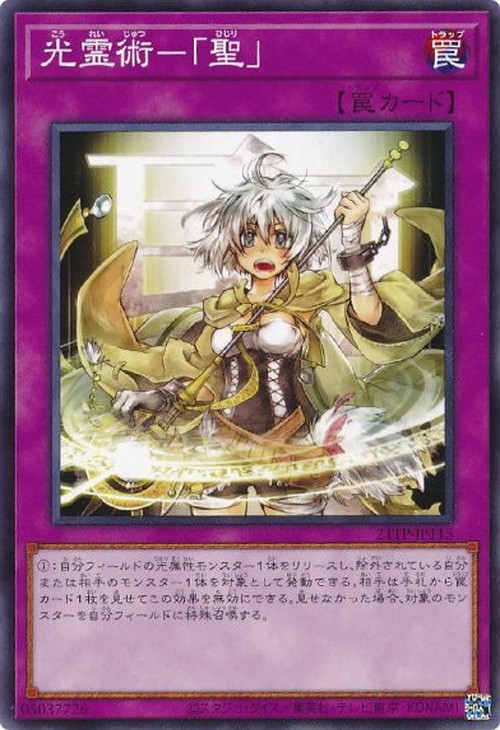 光霊術－「聖」
トラップ
罠
【罠カード】
21TP-JP115
①：自分フィールドの光属性モンスター１体をリリースし、除外されている自分
または相手のモンスター１体を対象として発動できる。相手は手札から罠
カード１枚を見せてこの効果を無効にできる。見せなかった場合、対象のモン
スターを自分フィールドに特殊召喚する。
05037726
©スタジオ・ダイス／集英社・テレビ東京・KONAMI